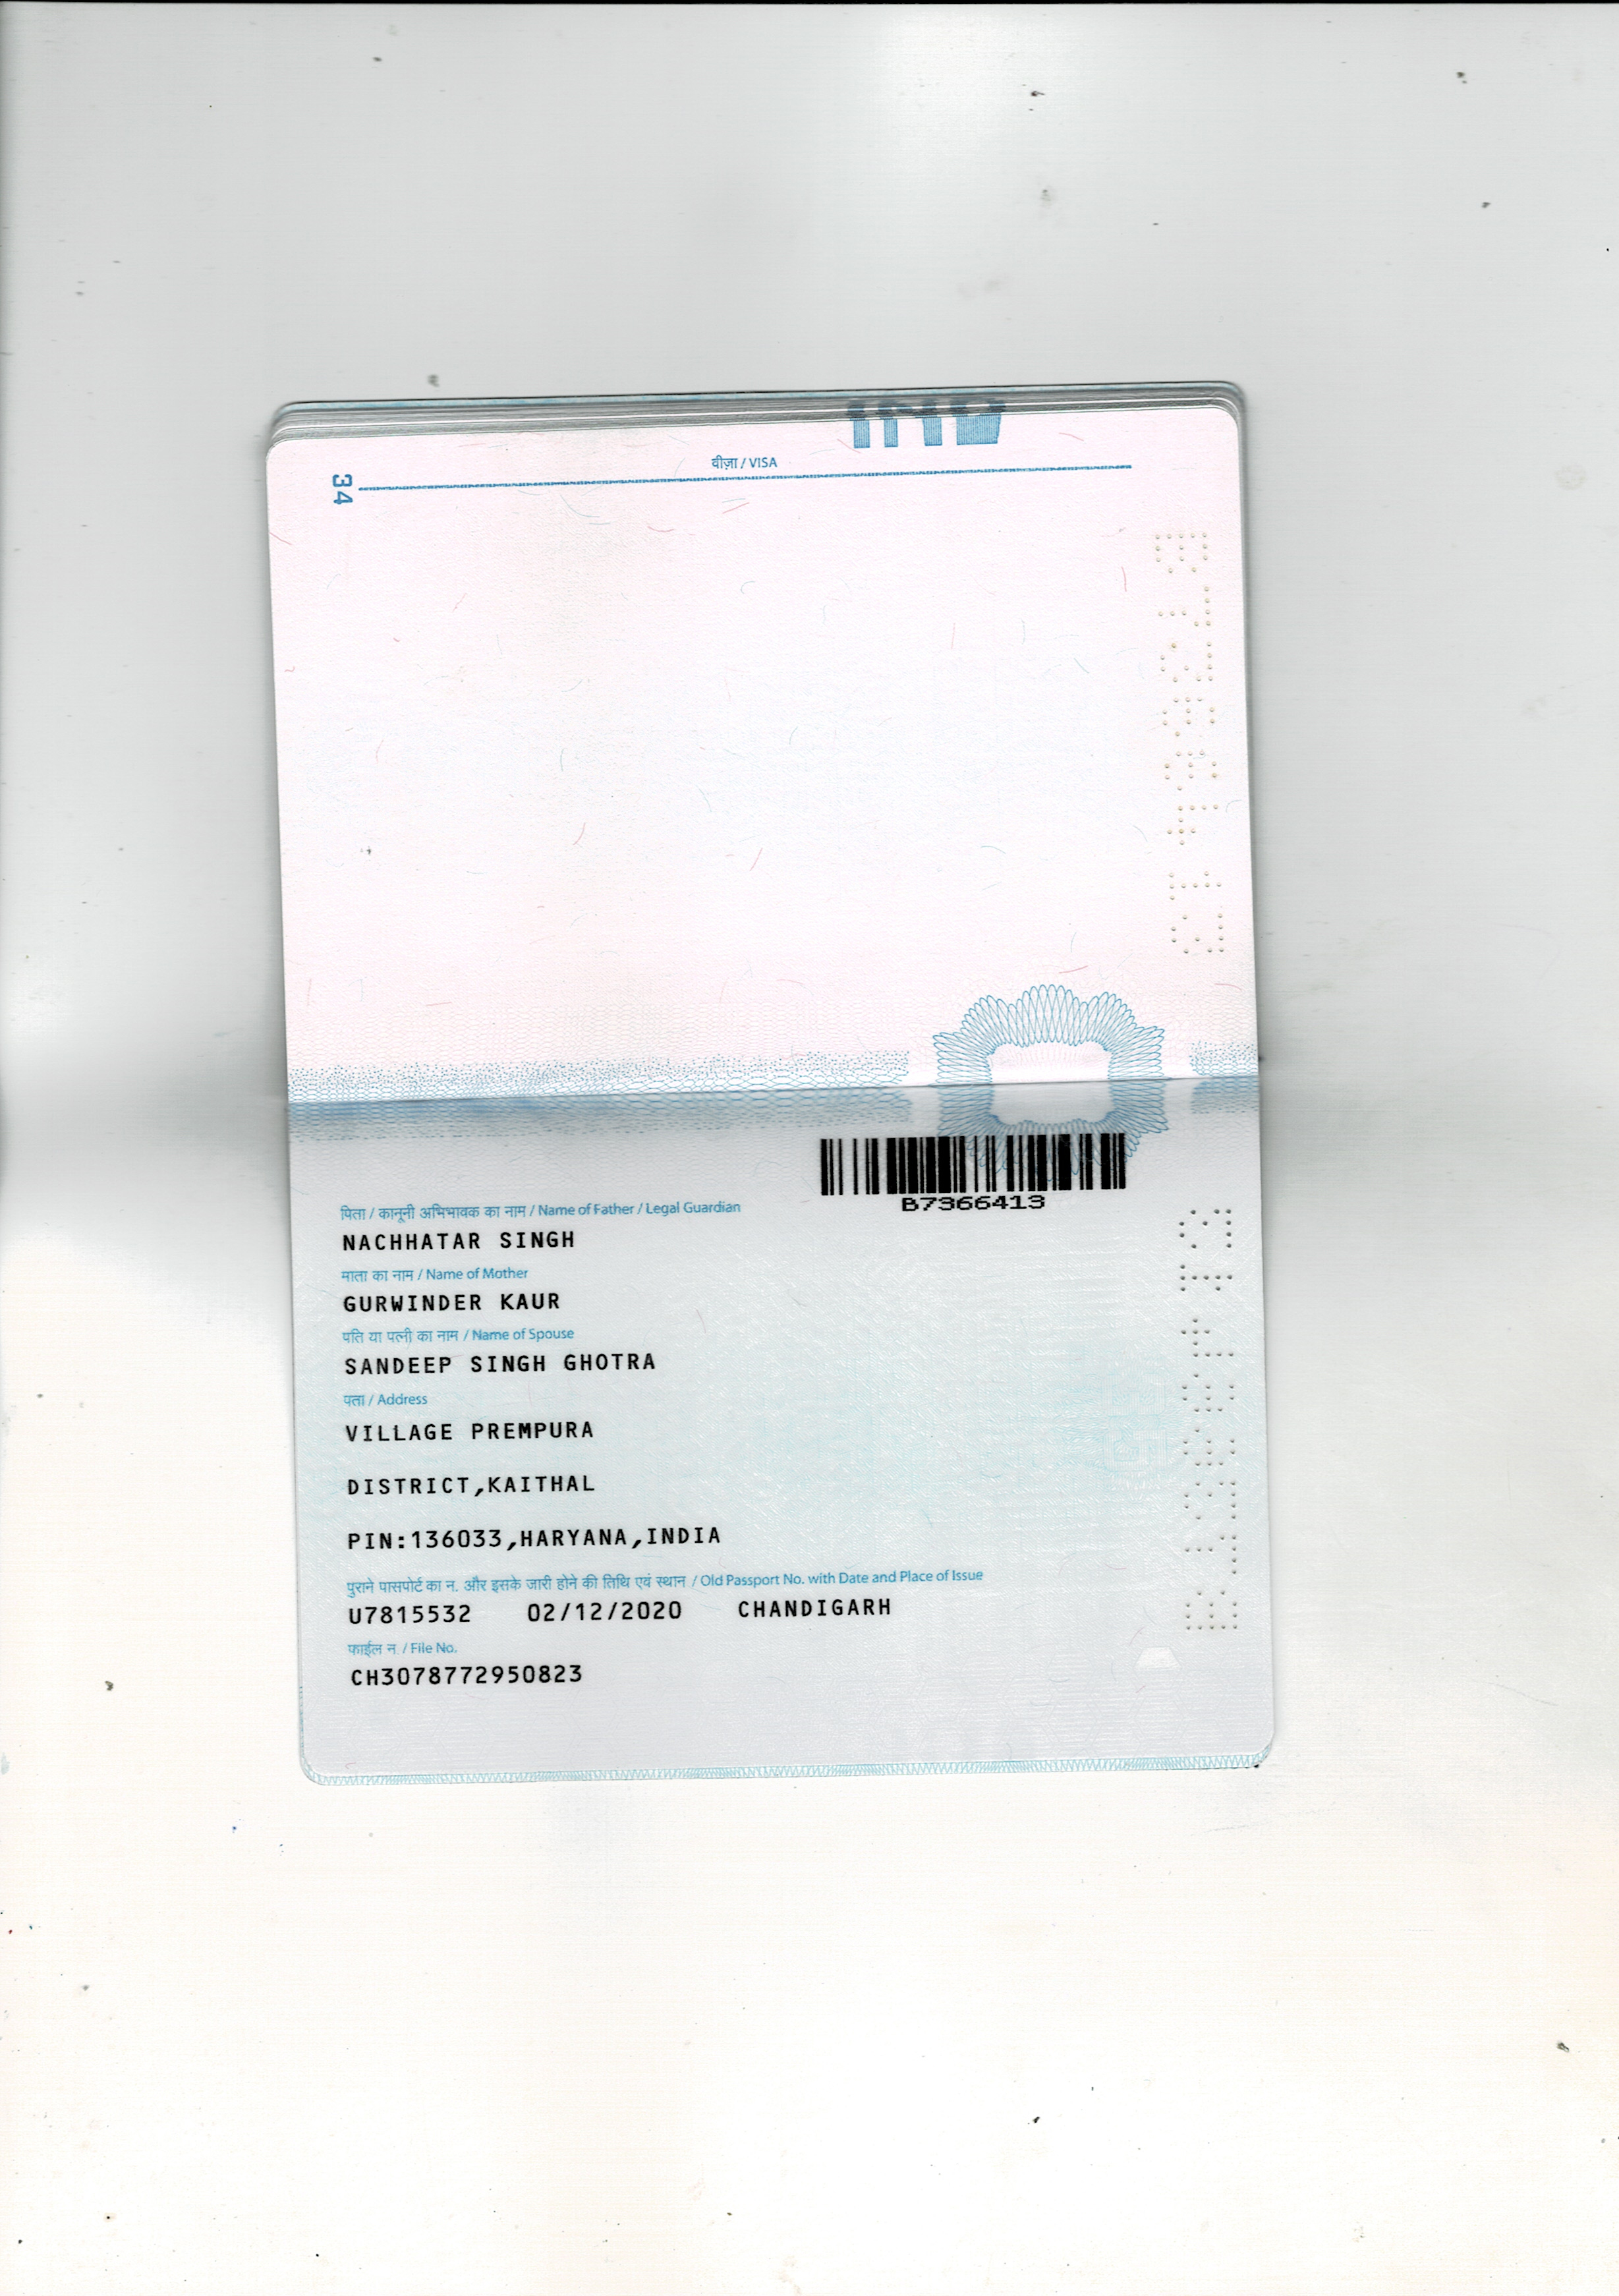 वीज़ा / VISA
34
B7366413
पिता / कानूनी अभिभावक का नाम / Name of Father / Legal Guardian
NACHHATAR SINGH
माता का नाम / Name of Mother
GURWINDER KAUR
पति या पत्नी का नाम / Name of Spouse
SANDEEP SINGH GHOTRA
पता / Address
VILLAGE PREMPURA
DISTRICT,KAITHAL
PIN:136033,HARYANA,INDIA
पुराने पासपोर्ट का न. और इसके जारी होने की तिथि एवं स्थान / Old Passport No. with Date and Place of Issue
U7815532 02/12/2020 CHANDIGARH
फाईल न. / File No.
CH3078772950823